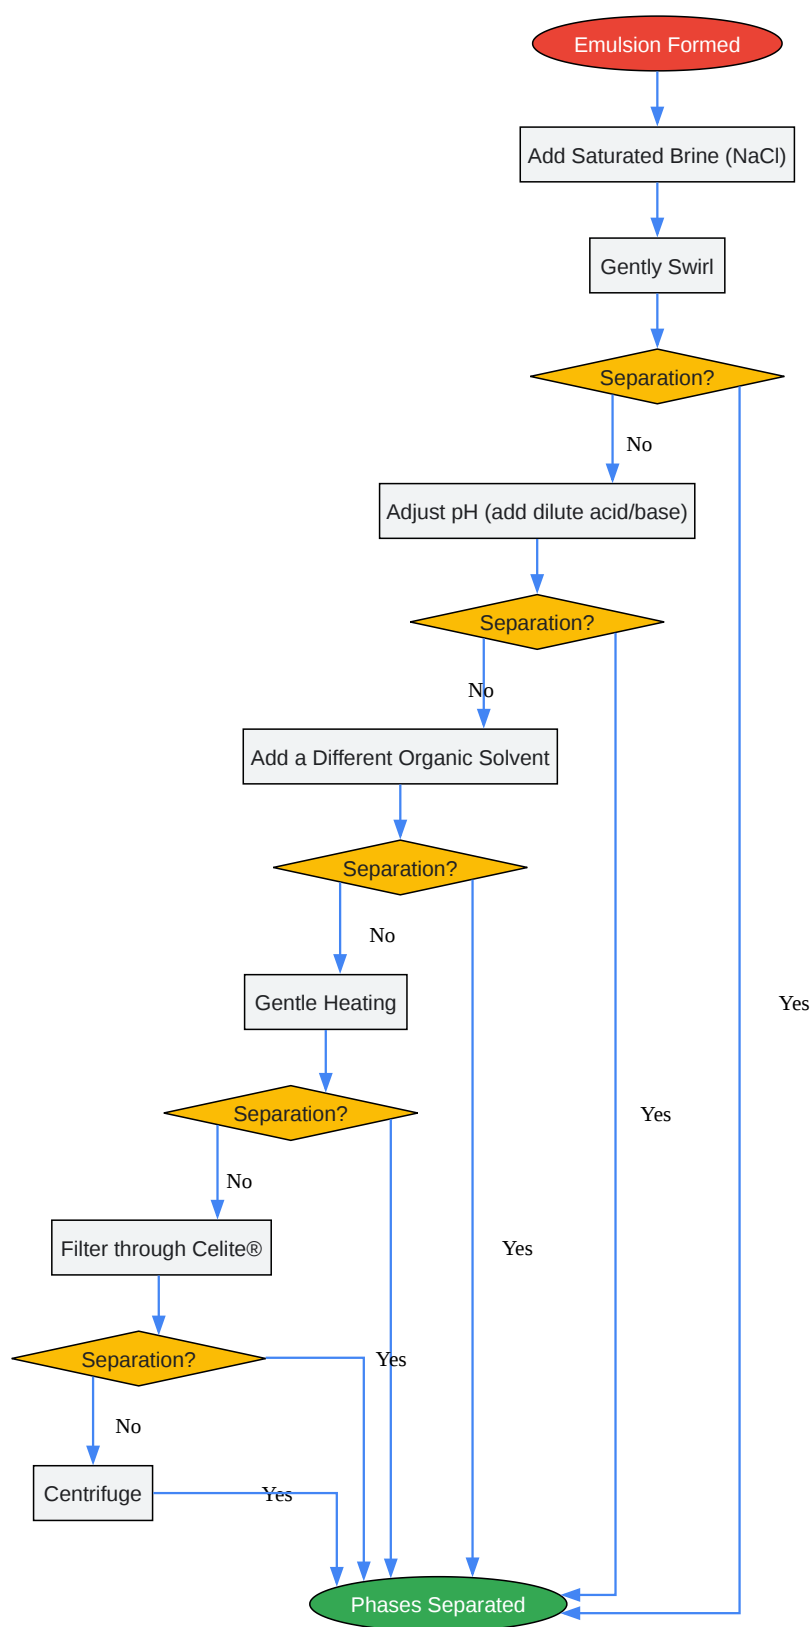 Emulsion Formed
Add Saturated Brine (NaCl)
Gently Swirl
Separation?
No
Adjust pH (add dilute acid/base)
Separation?
No
Add a Different Organic Solvent
Separation?
No
Gentle Heating
Yes
Separation?
Yes
No
Filter through Celite®
Yes
Separation?
Yes
No
Centrifuge
Yes
Phases Separated